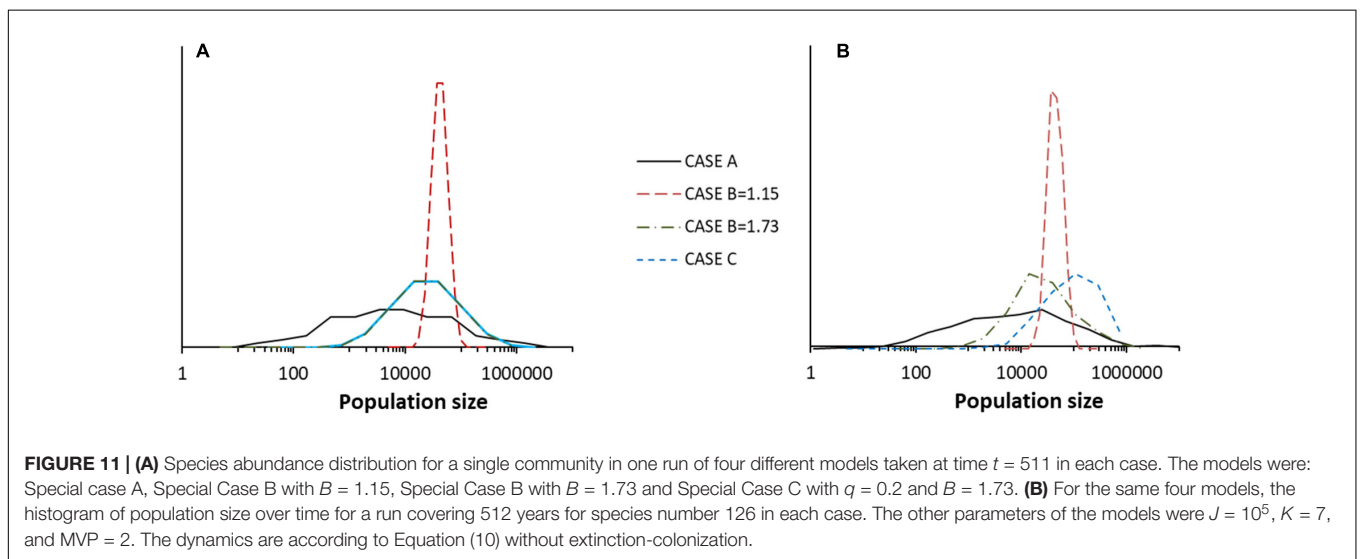 A
B
CASE A
CASE B=1.15
CASE B=1.73
CASE C
1 100 10000 1000000
Population size
1 100 10000 1000000
Population size
FIGURE 11 | (A) Species abundance distribution for a single community in one run of four different models taken at time t = 511 in each case. The models were:
Special case A, Special Case B with B = 1.15, Special Case B with B = 1.73 and Special Case C with q = 0.2 and B = 1.73. (B) For the same four models, the
histogram of population size over time for a run covering 512 years for species number 126 in each case. The other parameters of the models were J = 10⁵, K = 7,
and MVP = 2. The dynamics are according to Equation (10) without extinction-colonization.